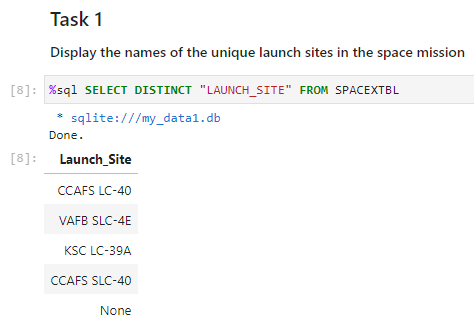 Task 1
Display the names of the unique launch sites in the space mission
[8]: %sql SELECT DISTINCT "LAUNCH_SITE" FROM SPACEXTBL
* sqlite:///my_data1.db
Done.
[8]: Launch_Site
CCAFS LC-40
VAFB SLC-4E
KSC LC-39A
CCAFS SLC-40
None